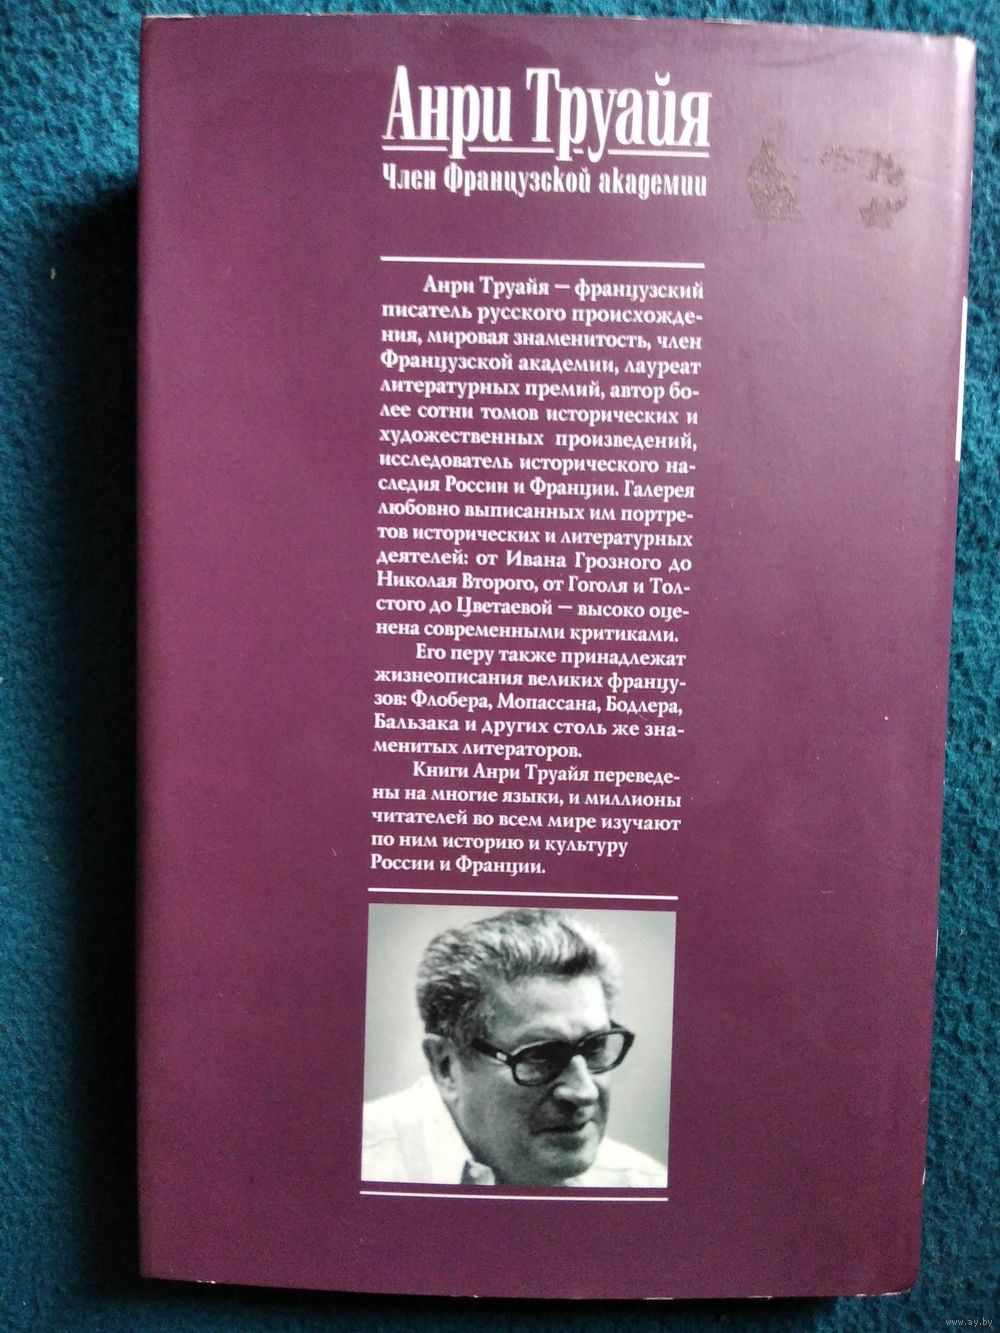 Анри Труайя
Член Французской академии
Анри Труайя — французский
писатель русского происхожде-
ния, мировая знаменитость, член
Французской академии, лауреат
литературных премий, автор бо-
лее сотни томов исторических и
художественных произведений,
исследователь исторического на-
следия России и Франции. Галерея
любовно выписанных им портре-
тов исторических и литературных
деятелей: от Ивана Грозного до
Николая Второго, от Гоголя и Тол-
стого до Цветаевой — высоко оце-
нена современными критиками.
Его перу также принадлежат
жизнеописания великих францу-
зов: Флобера, Мопассана, Бодлера,
Бальзака и других столь же зна-
менитых литераторов.
Книги Анри Труайя переведе-
ны на многие языки, и миллионы
читателей во всем мире изучают
по ним историю и культуру
России и Франции.
www.ay.by